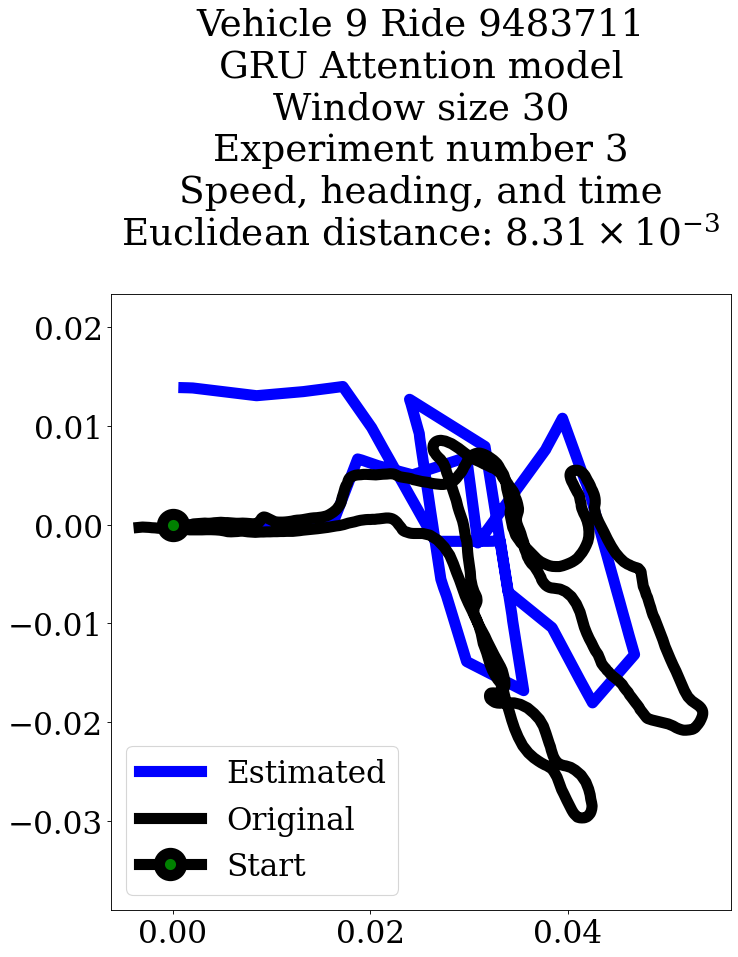 Vehicle 9 Ride 9483711
GRU Attention model
Window size 30
Experiment number 3
Speed, heading, and time
Euclidean distance: 8.31 × 10⁻³
0.02
0.01
0.00
−0.01
−0.02
−0.03
Estimated
Original
Start
0.00 0.02 0.04